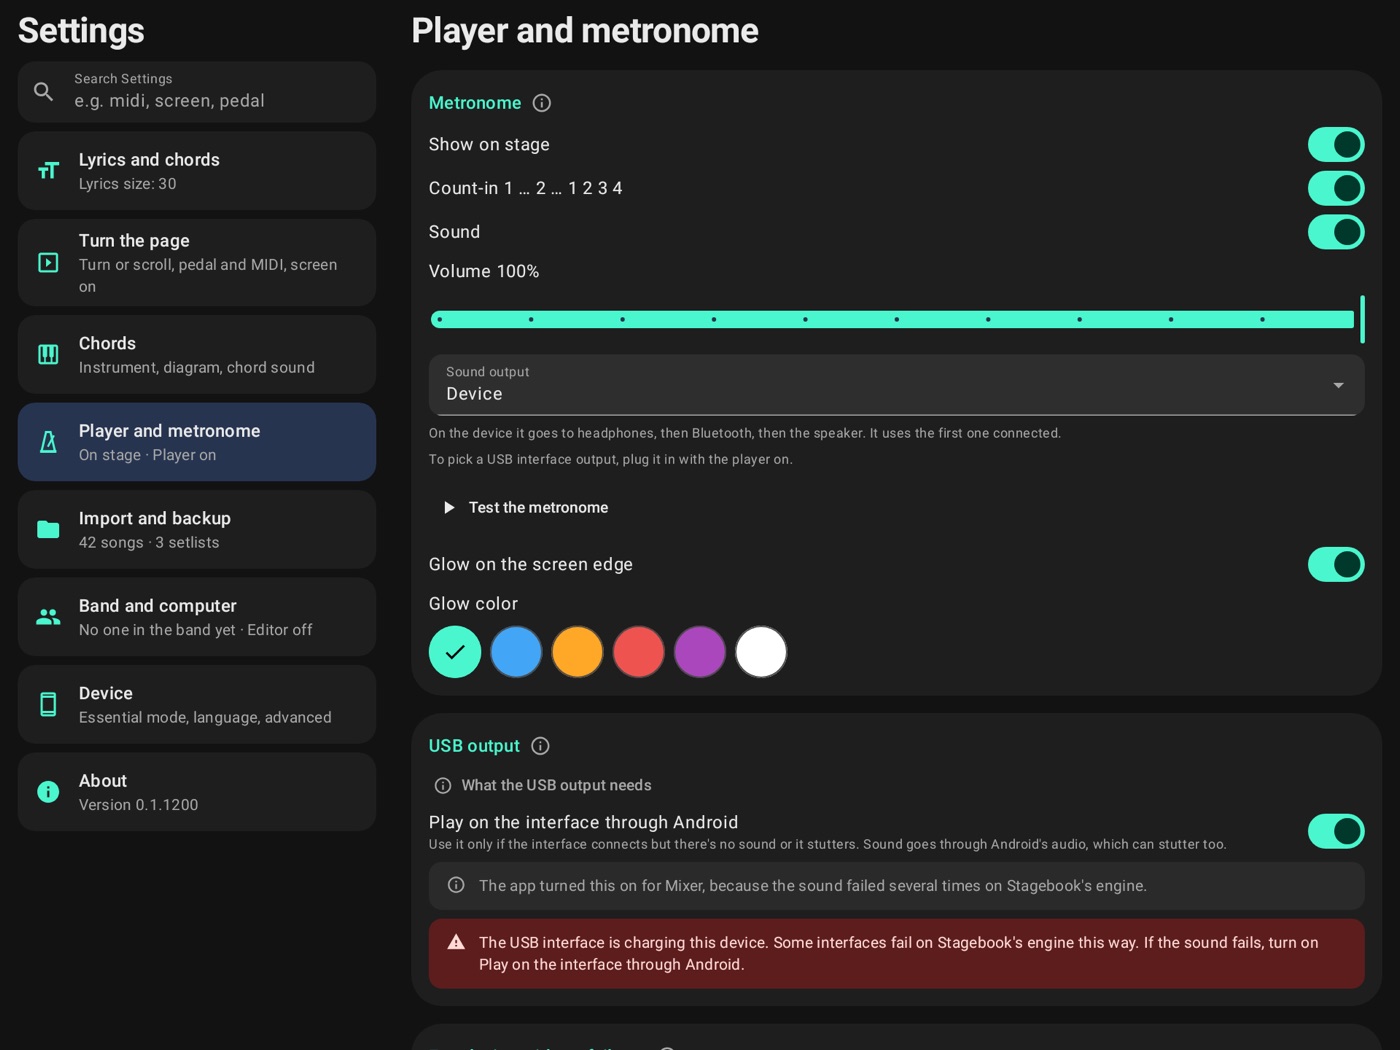 Settings
Search Settings
e.g. midi, screen, pedal
Lyrics and chords
Lyrics size: 30
Turn the page
Turn or scroll, pedal and MIDI, screen
on
Chords
Instrument, diagram, chord sound
Player and metronome
On stage · Player on
Import and backup
42 songs · 3 setlists
Band and computer
No one in the band yet · Editor off
Device
Essential mode, language, advanced
About
Version 0.1.1200
Player and metronome
Metronome
Show on stage
Count-in 1 ... 2 ... 1 2 3 4
Sound
Volume 100%
Sound output
Device
On the device it goes to headphones, then Bluetooth, then the speaker. It uses the first one connected.
To pick a USB interface output, plug it in with the player on.
Test the metronome
Glow on the screen edge
Glow color
USB output
What the USB output needs
Play on the interface through Android
Use it only if the interface connects but there's no sound or it stutters. Sound goes through Android's audio, which can stutter too.
The app turned this on for Mixer, because the sound failed several times on Stagebook's engine.
The USB interface is charging this device. Some interfaces fail on Stagebook's engine this way. If the sound fails, turn on
Play on the interface through Android.